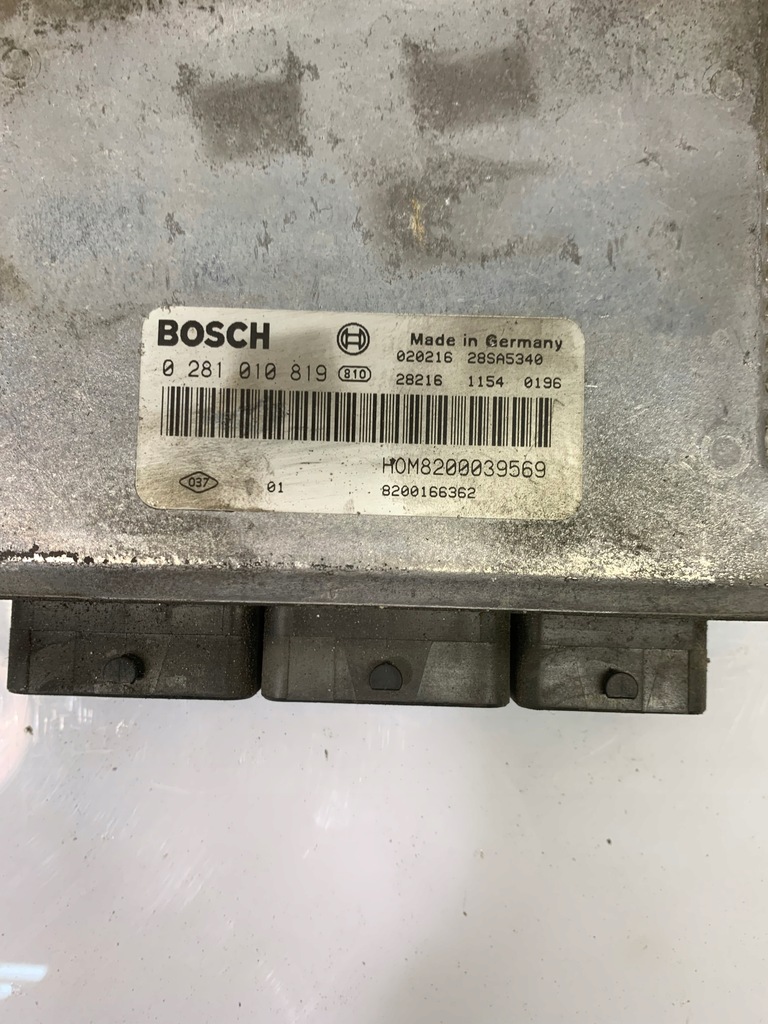 BOSCH
Made in Germany
020216 28SA5340
0 281 010 819 810
28216 1154 0196
HOM8200039569
037 01
8200166362